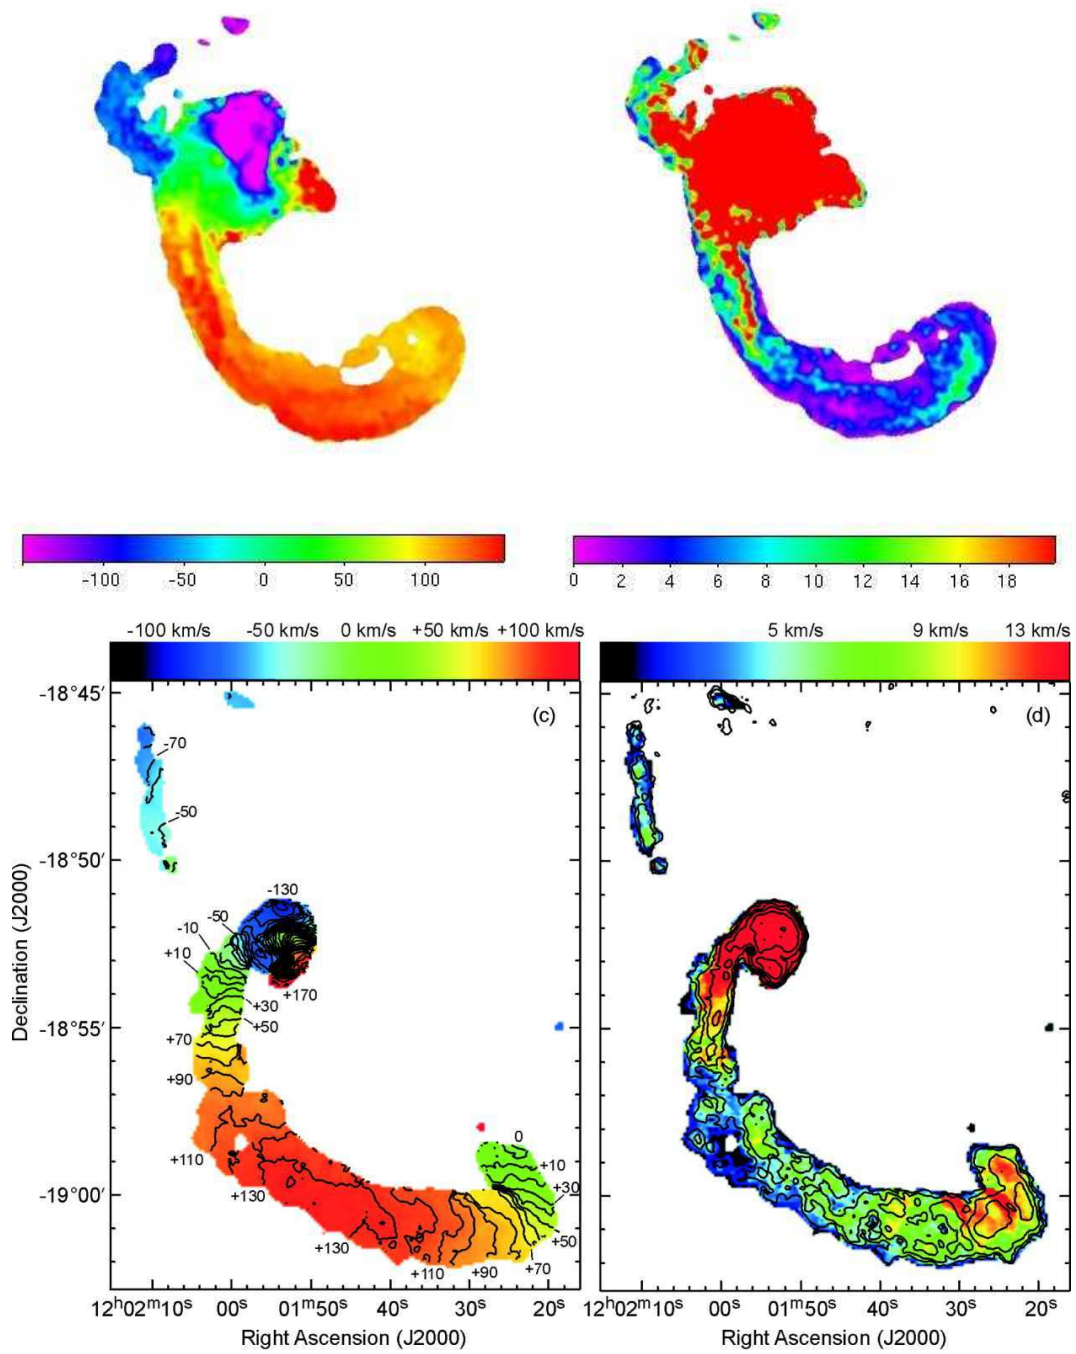 -100 -50 0 50 100
0 2 4 6 8 10 12 14 16 18
-100 km/s -50 km/s 0 km/s +50 km/s +100 km/s
5 km/s 9 km/s 13 km/s
-18°45′
(c)
(d)
-70
-50
-18°50′
-130
-50
-10
+10
+170
+30
+50
-18°55′
+70
+90
0
+10
+110
+30
-19°00′
+130
+50
+130
+110
+90
+70
12ʰ02ᵐ10ˢ 00ˢ 01ᵐ50ˢ 40ˢ 30ˢ 20ˢ
12ʰ02ᵐ10ˢ 00ˢ 01ᵐ50ˢ 40ˢ 30ˢ 20ˢ
Right Ascension (J2000)
Right Ascension (J2000)
Declination (J2000)